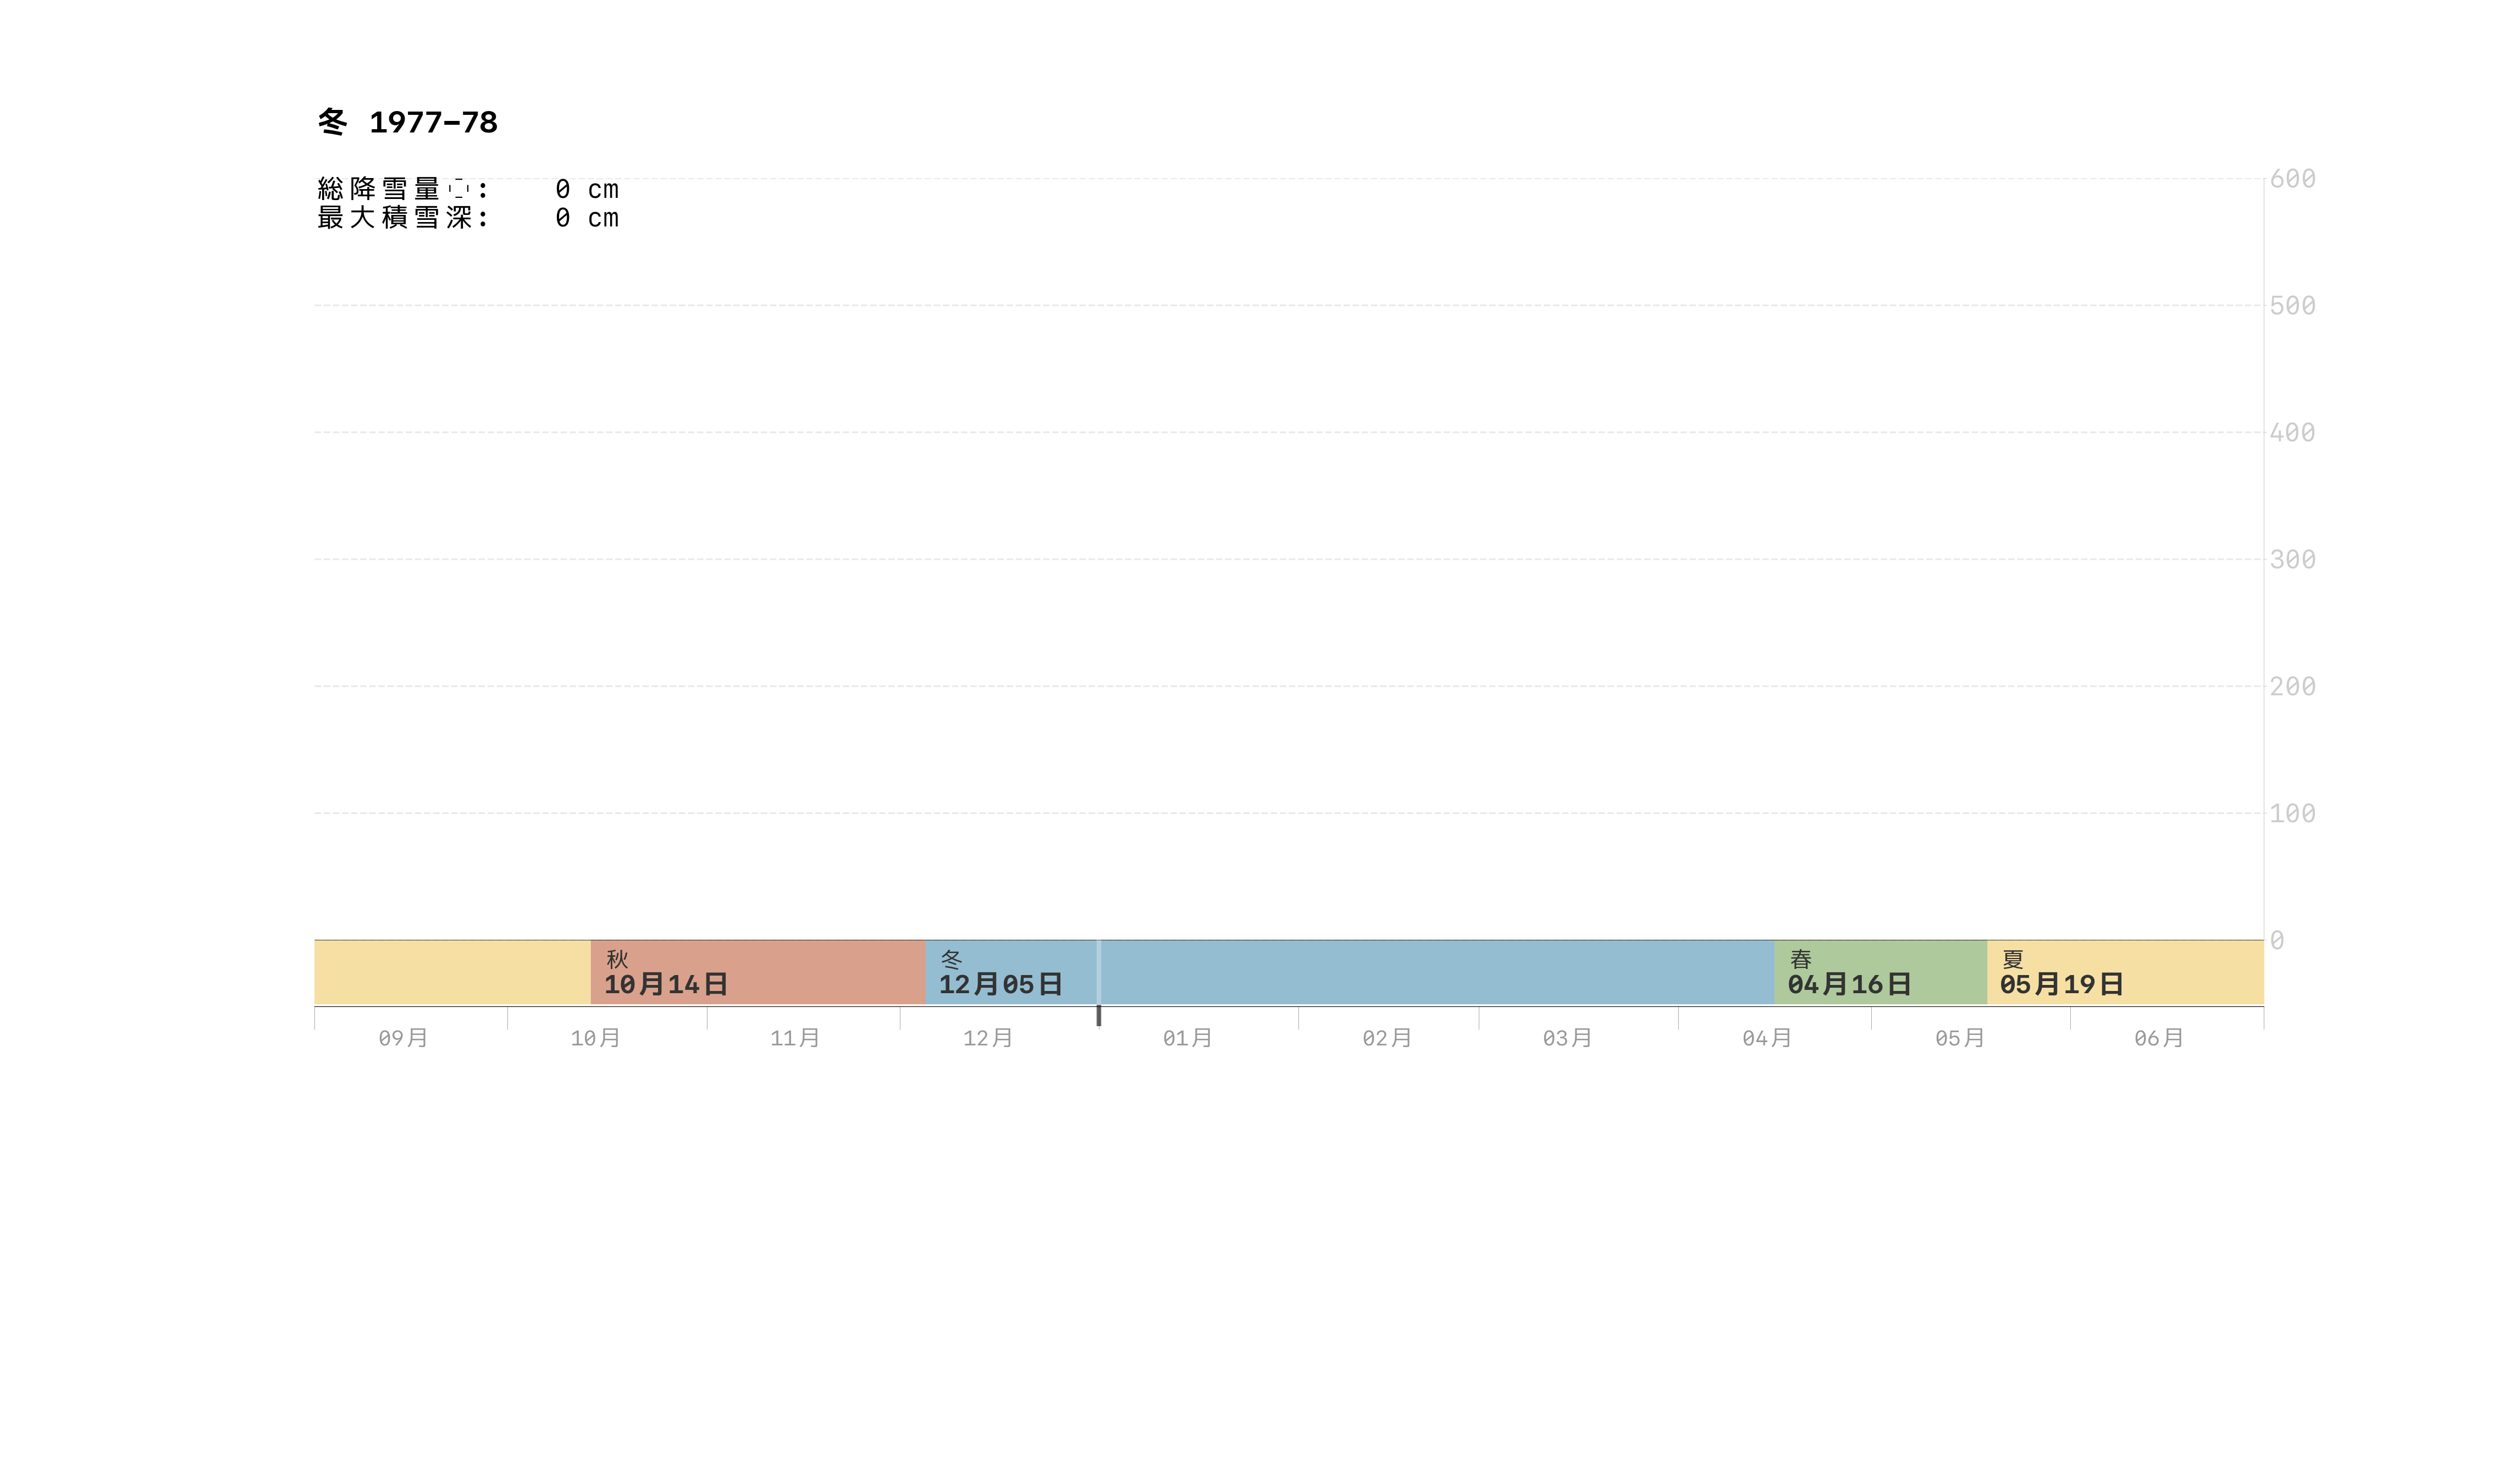 冬 1977–78
総降雪量　: 0 cm
最大積雪深: 0 cm
600
500
400
300
200
100
0
秋 冬 春 夏
10月14日 12月05日 04月16日 05月19日
09月 10月 11月 12月 01月 02月 03月 04月 05月 06月